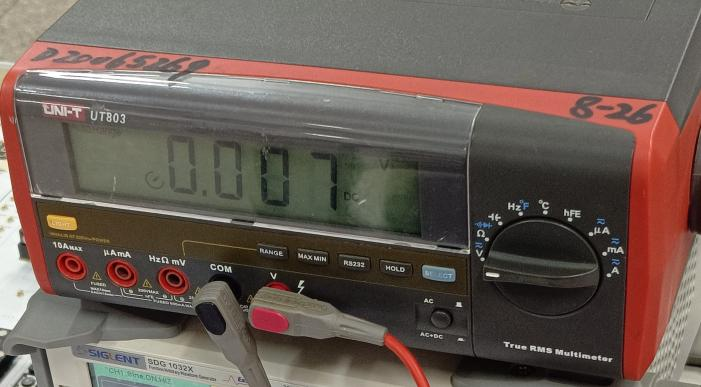 D20065269
8-26
UNI-T UT803
0.007 V
DC
LIGHT
10A MAX μAmA HzΩ mV COM V
RANGE MAX MIN RS232 HOLD SELECT
AC
AC+DC
Hz°F °C hFE
Ω μA
V mA
A
True RMS Multimeter
SIGLENT SDG 1032X